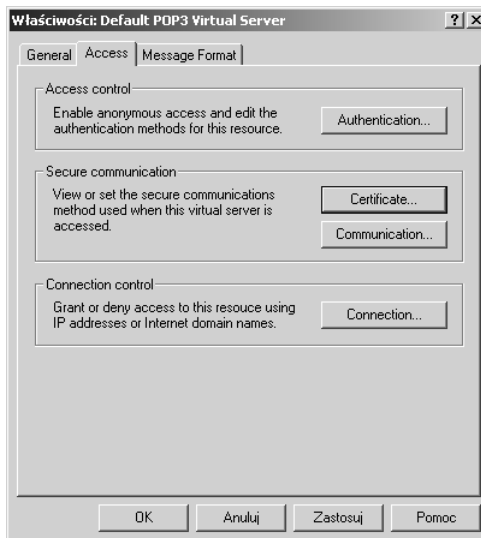 Właściwości: Default POP3 Virtual Server
General Access Message Format
Access control
Enable anonymous access and edit the
authentication methods for this resource.
Authentication...
Secure communication
View or set the secure communications
method used when this virtual server is
accessed.
Certificate...
Communication...
Connection control
Grant or deny access to this resouce using
IP addresses or Internet domain names.
Connection...
OK Anuluj Zastosuj Pomoc